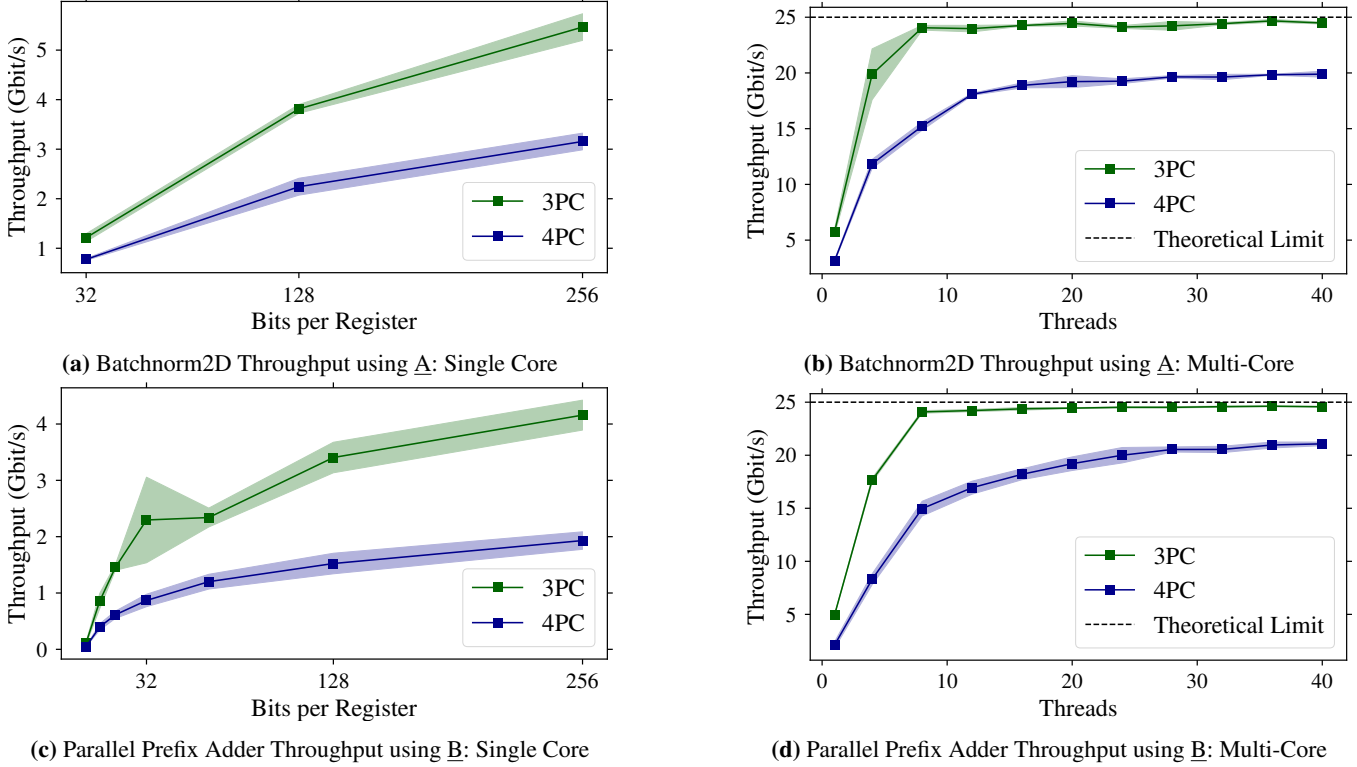 5
4
3
2
1
Throughput (Gbit/s)
3PC
4PC
32
128
256
Bits per Register
(a) Batchnorm2D Throughput using A: Single Core
25
20
15
25
5
Throughput (Gbit/s)
3PC
4PC
Theoretical Limit
0
10
20
30
40
Threads
(b) Batchnorm2D Throughput using A: Multi-Core
4
3
2
1
0
Throughput (Gbit/s)
3PC
4PC
32
128
256
Bits per Register
(c) Parallel Prefix Adder Throughput using B: Single Core
25
20
15
25
5
Throughput (Gbit/s)
3PC
4PC
Theoretical Limit
0
10
20
30
40
Threads
(d) Parallel Prefix Adder Throughput using B: Multi-Core